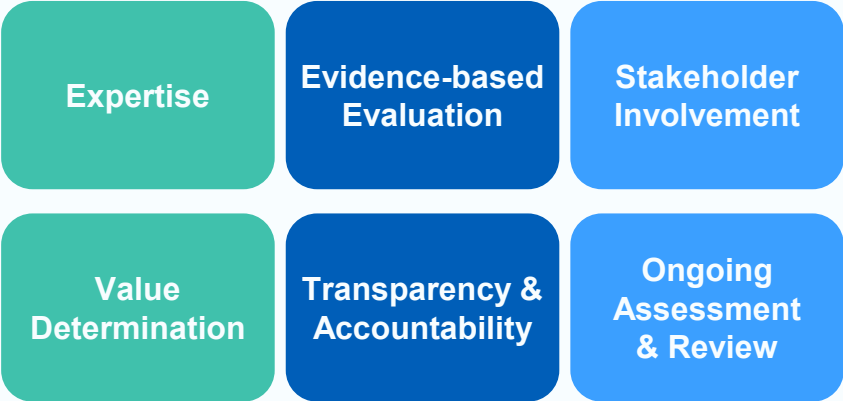 Expertise
Evidence-based
Evaluation
Stakeholder
Involvement
Value
Determination
Transparency &
Accountability
Ongoing
Assessment
& Review